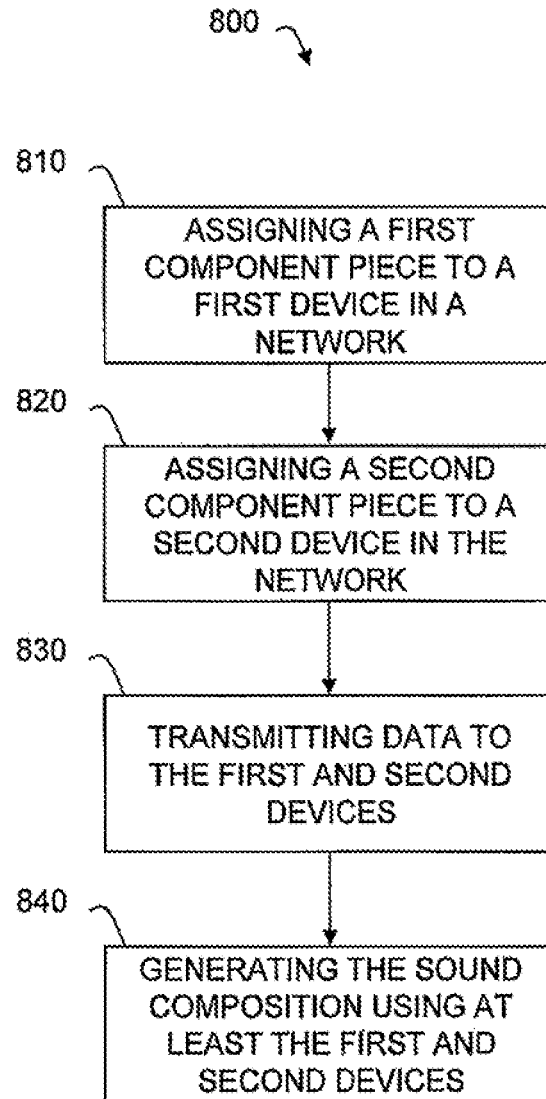 800
810
ASSIGNING A FIRST
COMPONENT PIECE TO A
FIRST DEVICE IN A
NETWORK
820
ASSIGNING A SECOND
COMPONENT PIECE TO A
SECOND DEVICE IN THE
NETWORK
830
TRANSMITTING DATA TO
THE FIRST AND SECOND
DEVICES
840
GENERATING THE SOUND
COMPOSITION USING AT
LEAST THE FIRST AND
SECOND DEVICES